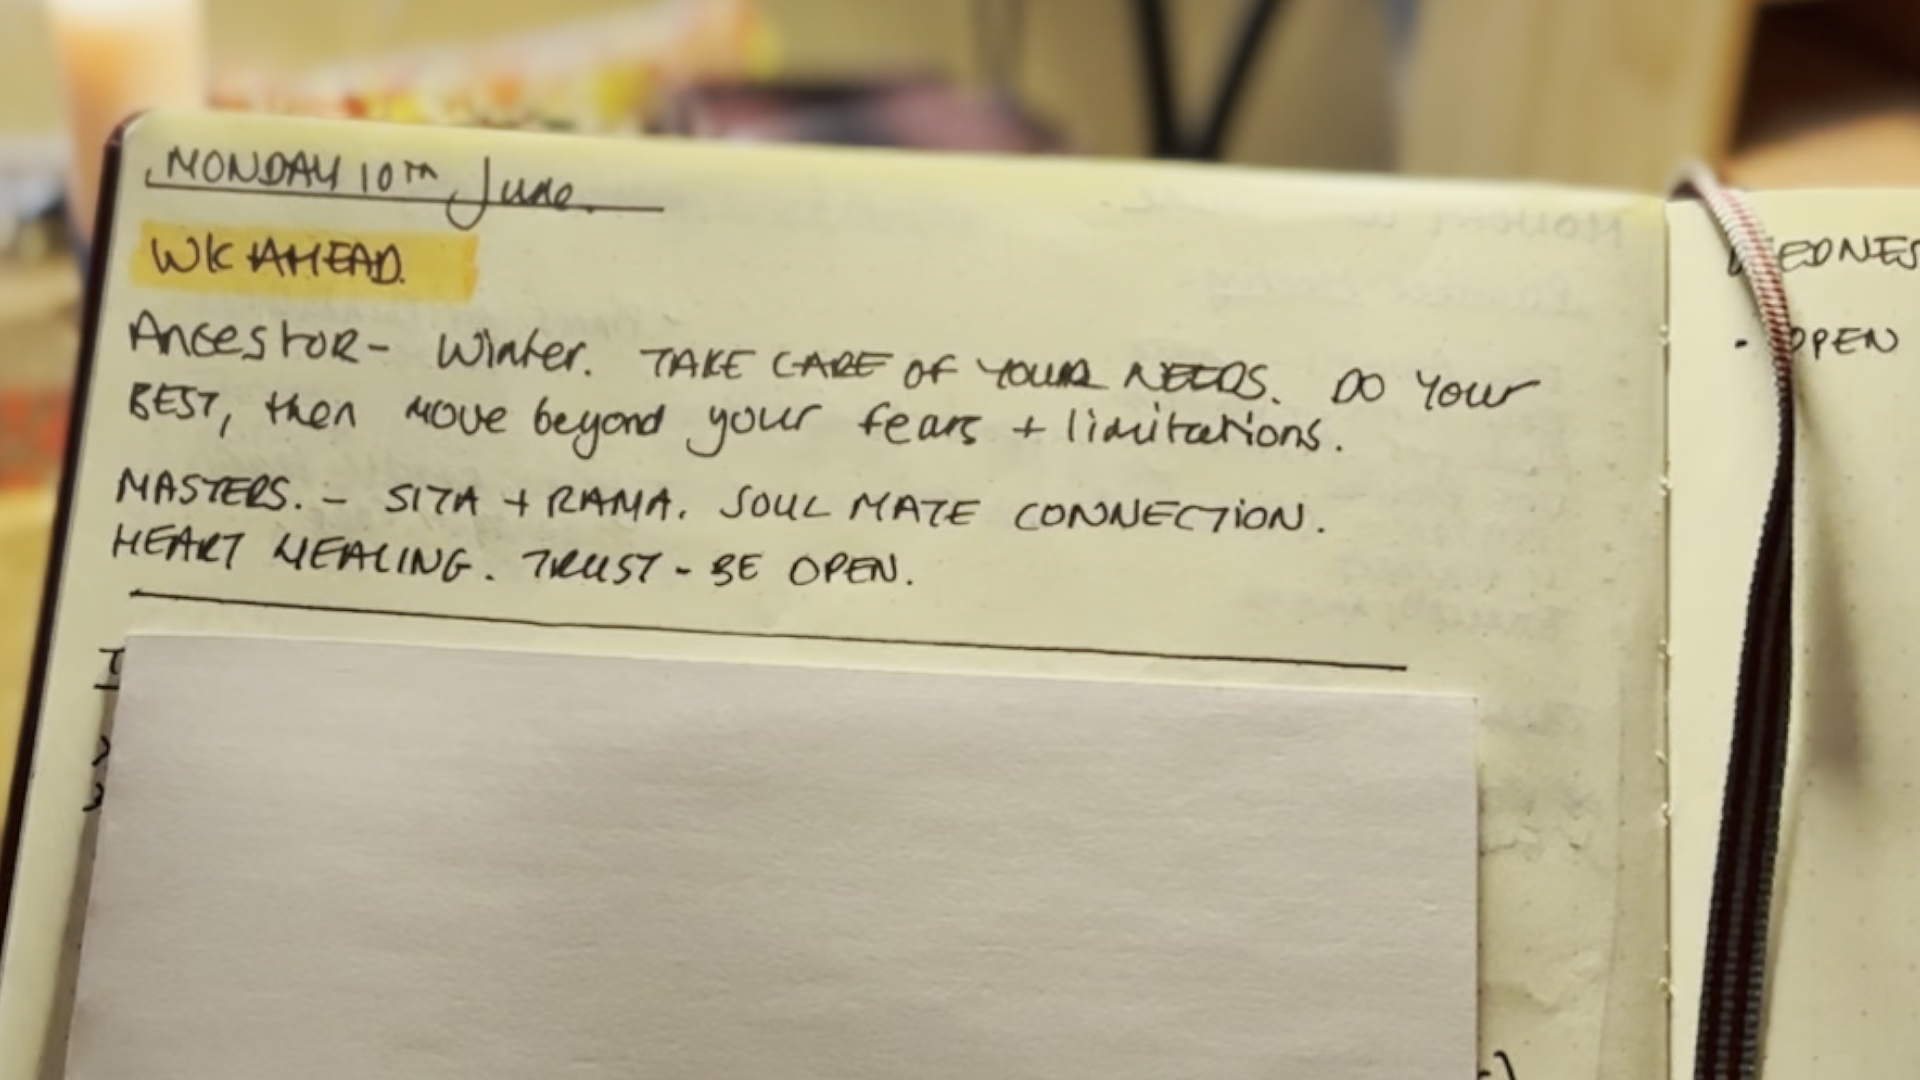 MONDAY 10TH June.
WK AHEAD.
Ancestor - Winter. TAKE CARE OF YOUR NEEDS. DO Your
BEST, then move beyond your fears + limitations.
MASTERS. - SITA + RAMA. SOUL MATE CONNECTION.
HEART HEALING. TRUST - BE OPEN.
WEDNES
• OPEN